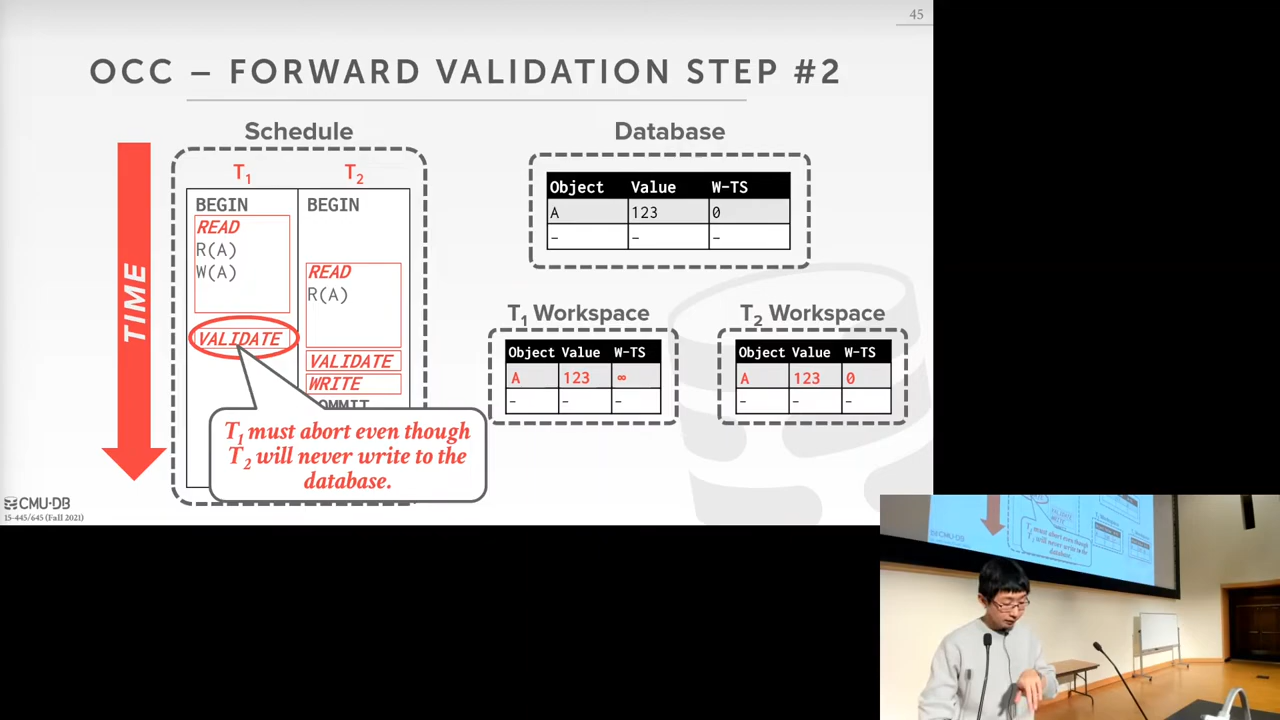 45
OCC – FORWARD VALIDATION STEP #2
Schedule
Database
TIME
T1 T2
BEGIN BEGIN
READ
R(A)
W(A)
READ
R(A)
VALIDATE
VALIDATE
WRITE
T1 must abort even though
T2 will never write to the
database.
Object Value W-TS
A 123 0
- - -
T1 Workspace
Object Value W-TS
A 123 ∞
- - -
T2 Workspace
Object Value W-TS
A 123 0
- - -
CMU·DB
15-445/645 (Fall 2021)